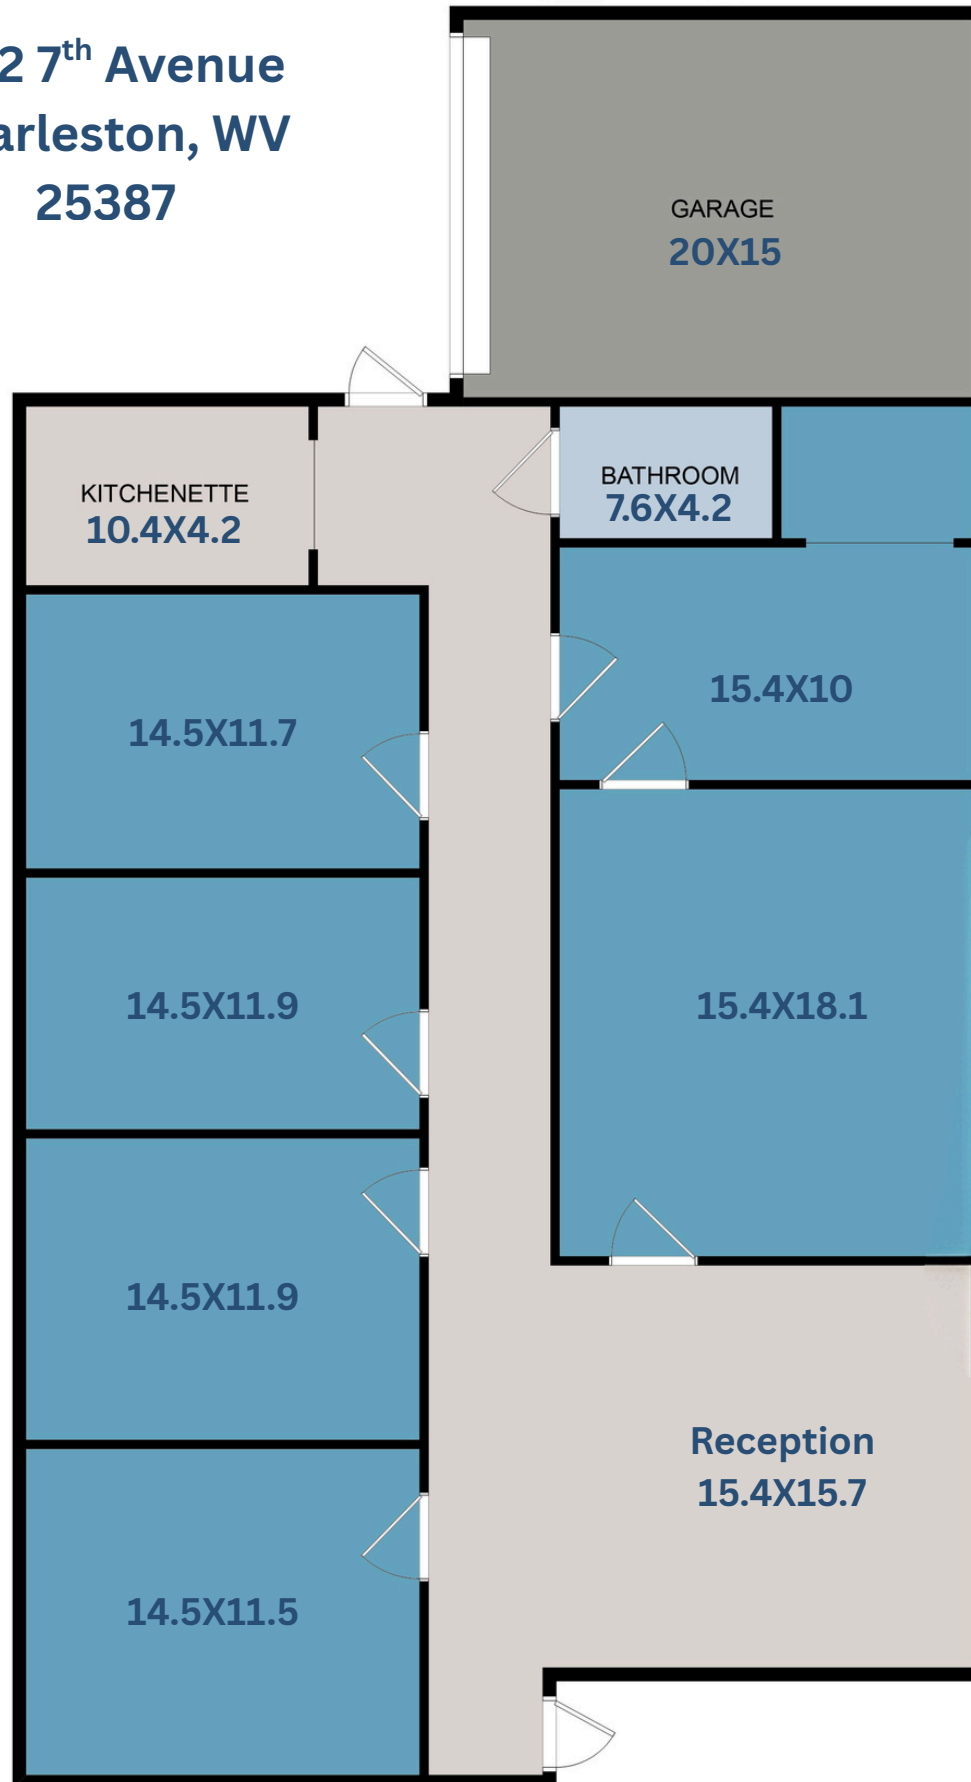 2 7th Avenue
arleston, WV
25387
GARAGE
20X15
KITCHENETTE
10.4X4.2
BATHROOM
7.6X4.2
14.5X11.7
15.4X10
14.5X11.9
15.4X18.1
14.5X11.9
Reception
15.4X15.7
14.5X11.5